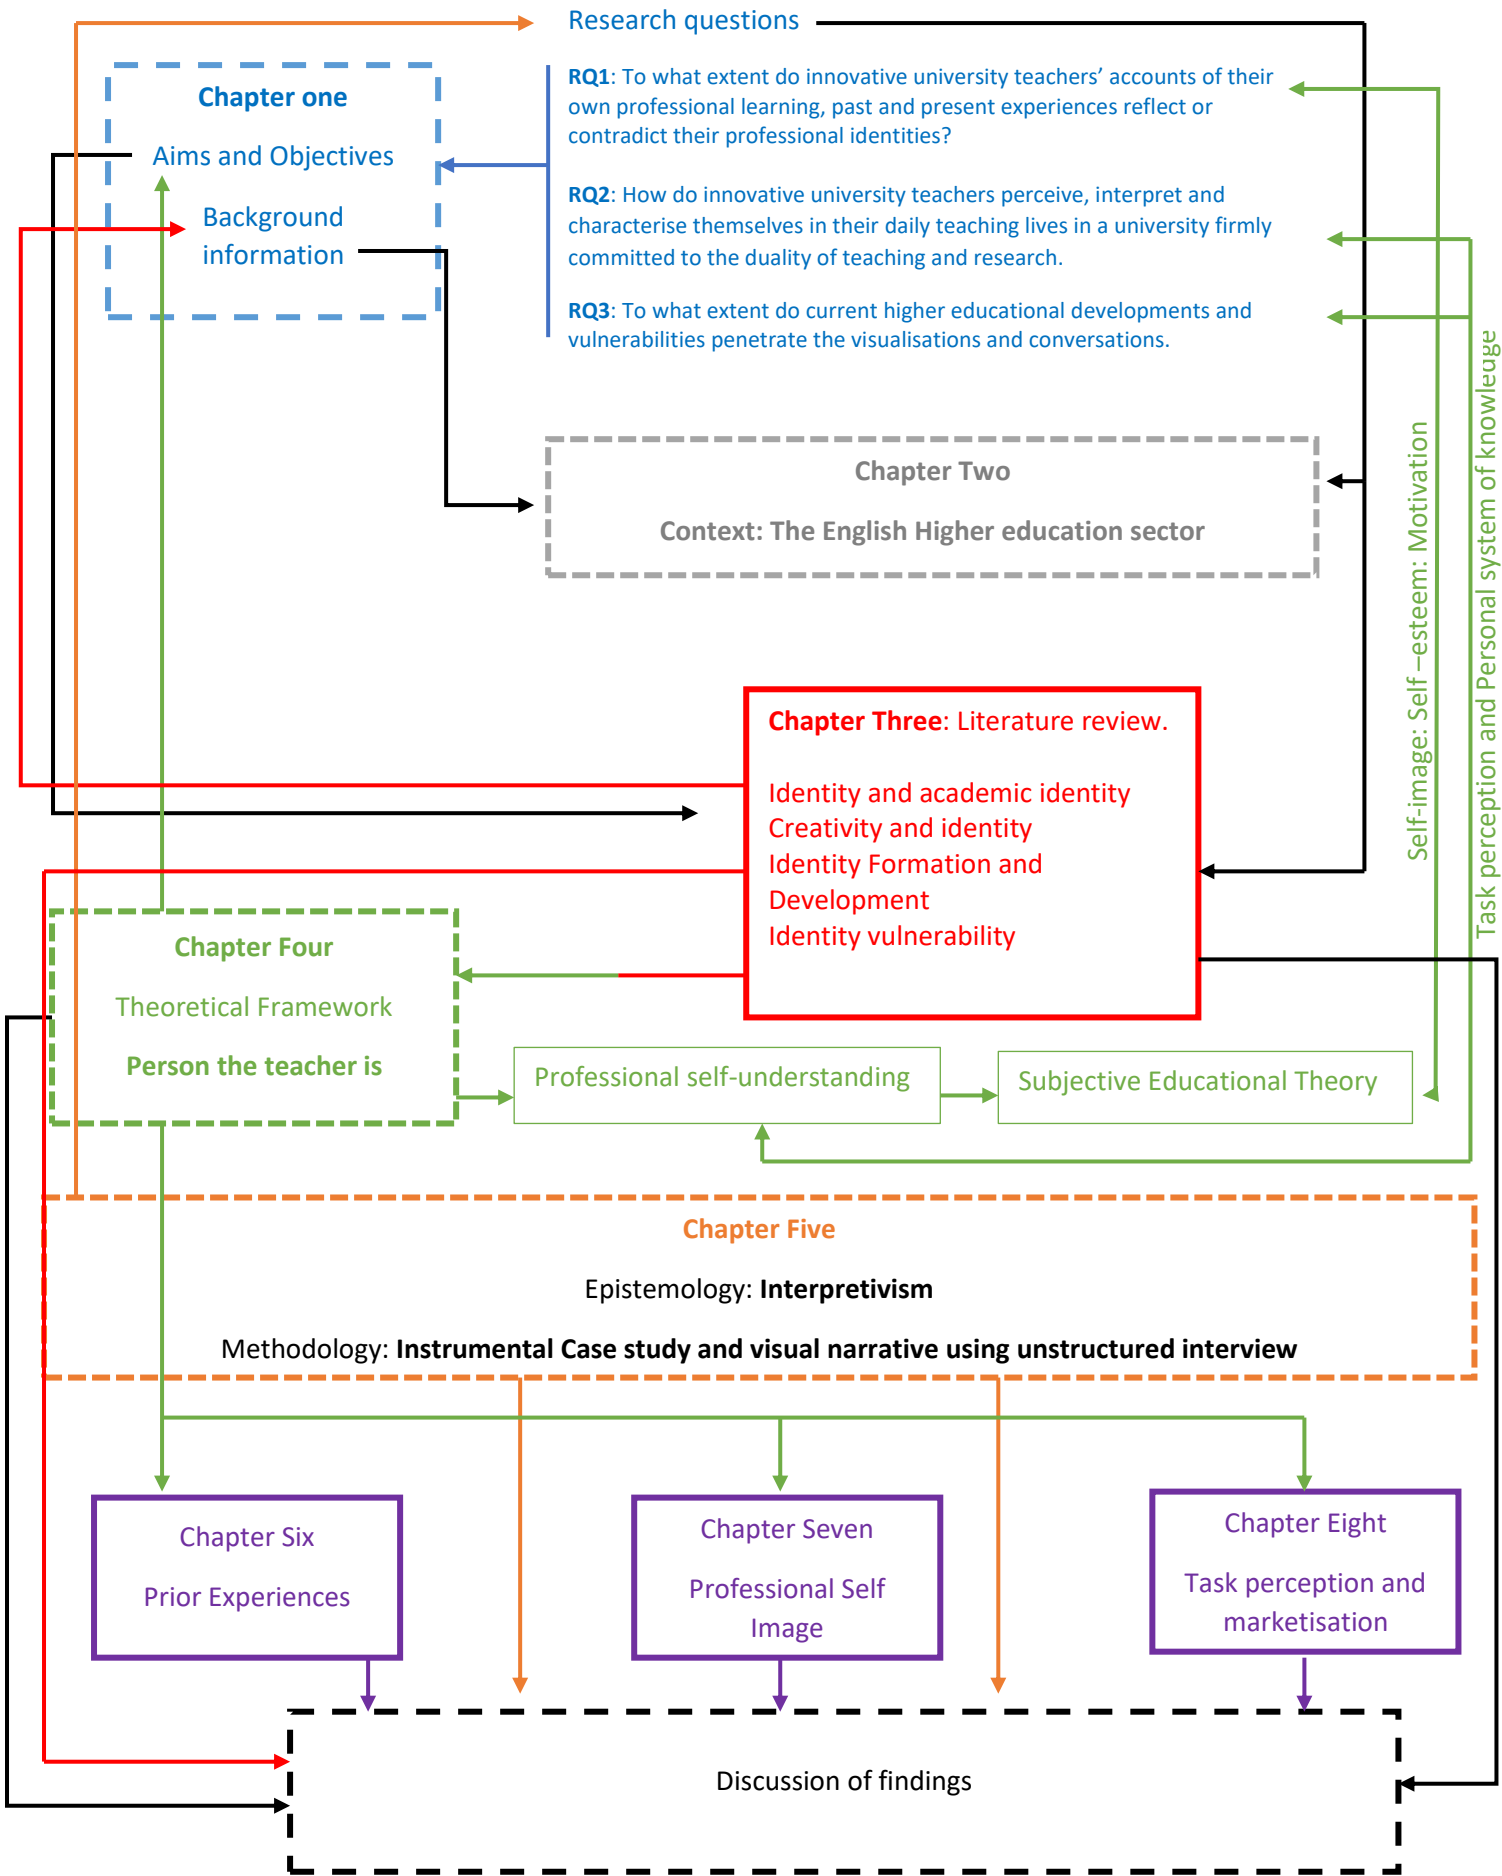 Research questions
Chapter one
Aims and Objectives
Background
information
RQ1: To what extent do innovative university teachers’ accounts of their
own professional learning, past and present experiences reflect or
contradict their professional identities?
RQ2: How do innovative university teachers perceive, interpret and
characterise themselves in their daily teaching lives in a university firmly
committed to the duality of teaching and research.
RQ3: To what extent do current higher educational developments and
vulnerabilities penetrate the visualisations and conversations.
Chapter Two
Context: The English Higher education sector
Self-image: Self –esteem: Motivation
Task perception and Personal system of knowledge
Chapter Three: Literature review.
Identity and academic identity
Creativity and identity
Identity Formation and
Development
Identity vulnerability
Chapter Four
Theoretical Framework
Person the teacher is
Professional self-understanding
Subjective Educational Theory
Chapter Five
Epistemology: Interpretivism
Methodology: Instrumental Case study and visual narrative using unstructured interview
Chapter Six
Prior Experiences
Chapter Seven
Professional Self
Image
Chapter Eight
Task perception and
marketisation
Discussion of findings